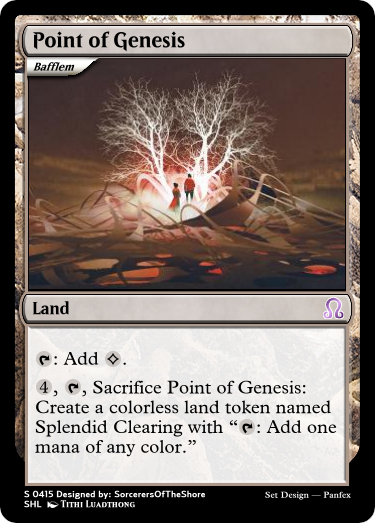 Point of Genesis
Bafflem
Land
: Add .
4, , Sacrifice Point of Genesis:
Create a colorless land token named
Splendid Clearing with “: Add one
mana of any color.”
S 0415 Designed by: SorcerersOfTheShore
Set Design — Panfex
SHL Tithi Luadthong